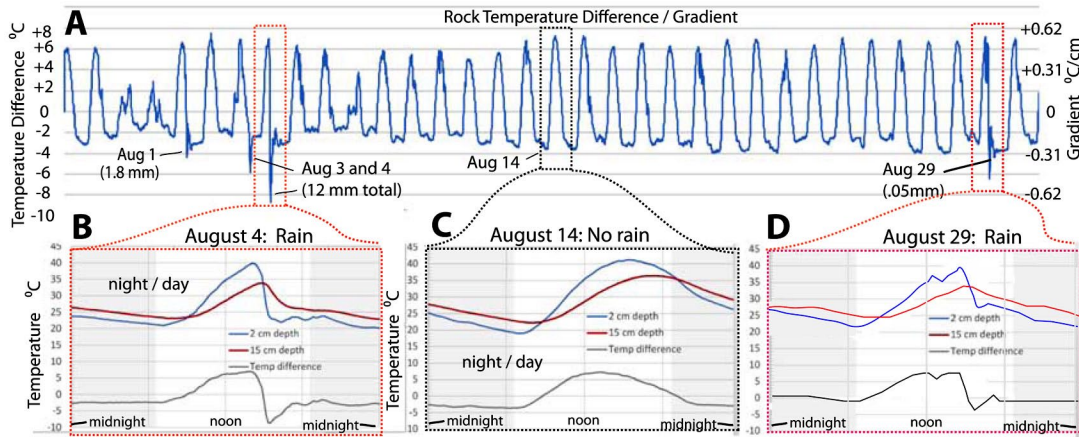 A
Rock Temperature Difference / Gradient
Temperature Difference ⁰C
+8
+6
+4
+2
0
-2
-4
-6
-8
-10
Aug 1
(1.8 mm)
Aug 3 and 4
(12 mm total)
Aug 14
Aug 29
(.05mm)
+0.62
+0.31
0
-0.31
-0.62
Gradient ⁰C/cm
B
August 4: Rain
Temperature ⁰C
45
40
35
30
25
20
15
10
5
0
-5
-10
night / day
2 cm depth
15 cm depth
Temp difference
midnight
noon
midnight
C
August 14: No rain
Temperature ⁰C
45
40
35
30
25
20
15
10
5
0
-5
10
2 cm depth
15 cm depth
Temp difference
night / day
midnight
noon
midnight
D
August 29: Rain
Temperature ⁰C
45
40
35
30
25
20
15
10
5
0
-5
-10
2 cm depth
15 cm depth
Temp difference
midnight
noon
midnight